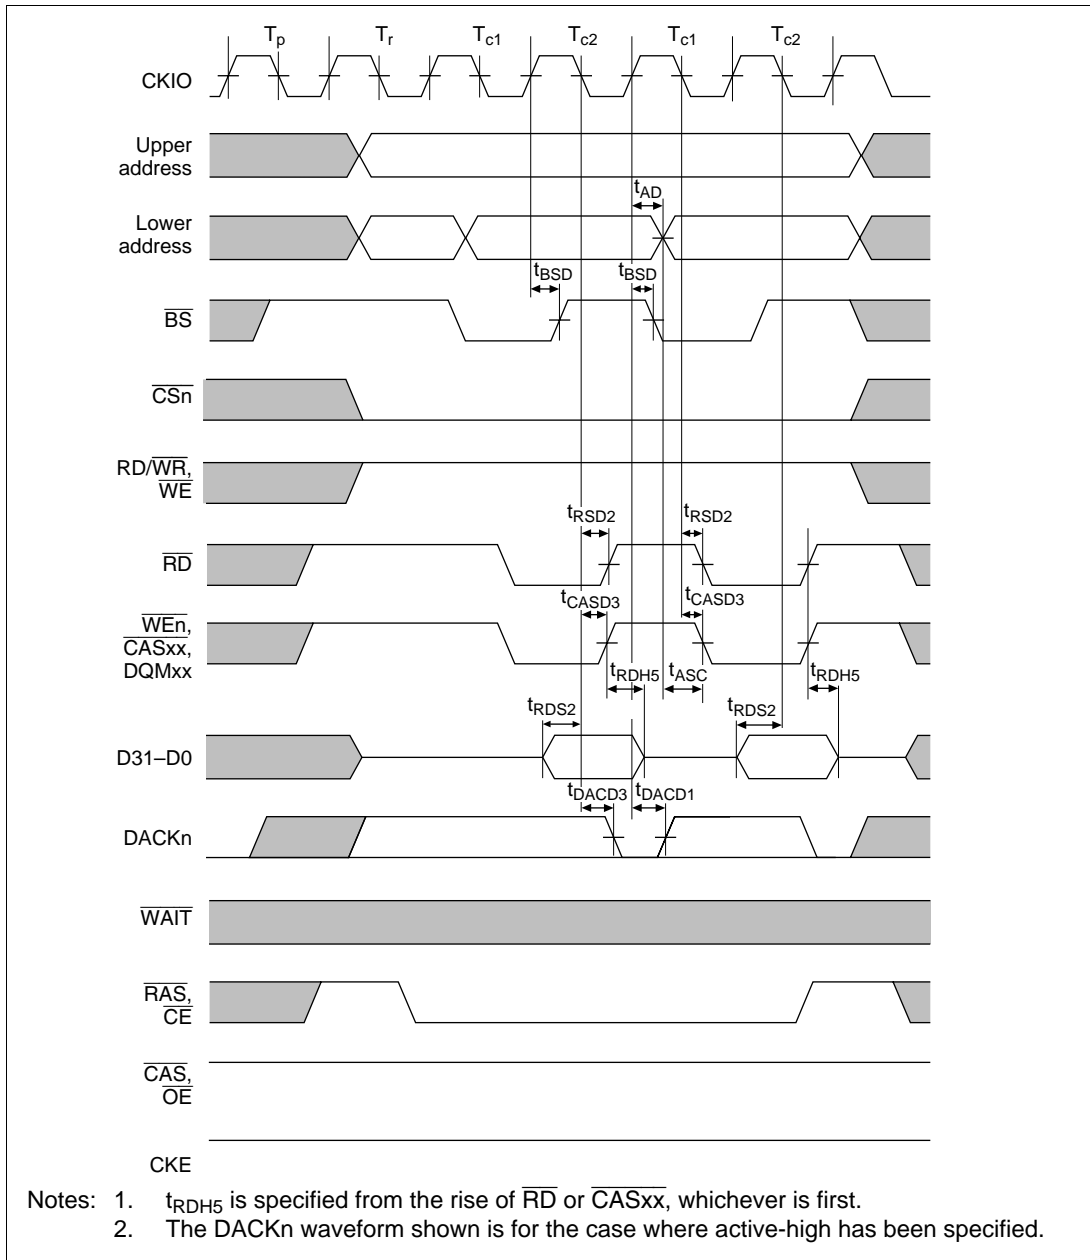 Tp Tr Tc1 Tc2 Tc1 Tc2
CKIO
Upper
address
tAD
Lower
address
tBSD tBSD
BS
CSn
RD/WR,
WE
tRSD2 tRSD2
RD
tCASD3 tCASD3
WEn,
CASxx,
DQMxx
tRDH5 tASC tRDH5
tRDS2 tRDS2
D31–D0
tDACD3 tDACD1
DACKn
WAIT
RAS,
CE
CAS,
OE
CKE
Notes: 1. tRDH5 is specified from the rise of RD or CASxx, whichever is first.
2. The DACKn waveform shown is for the case where active-high has been specified.